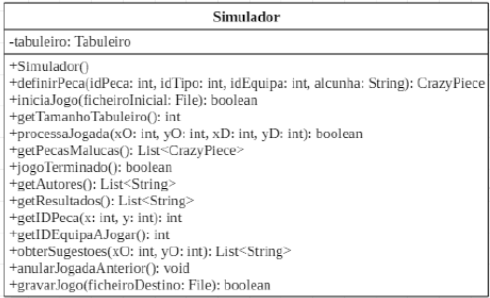 Simulador
-tabuleiro: Tabuleiro
+Simulador()
+definirPeca(idPeca: int, idTipo: int, idEquipa: int, alcunha: String): CrazyPiece
+iniciaJogo(ficheiroInicial: File): boolean
+getTamanhoTabuleiro(): int
+processaJogada(xO: int, yO: int, xD: int, yD: int): boolean
+getPecasMalucas(): List<CrazyPiece>
+jogoTerminado(): boolean
+getAutores(): List<String>
+getResultados(): List<String>
+getIDPeca(x: int, y: int): int
+getIDEquipaAJogar(): int
+obterSugestoes(xO: int, yO: int): List<String>
+anularJogadaAnterior(): void
+gravarJogo(ficheiroDestino: File): boolean